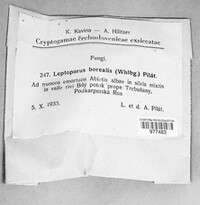 K. Kavina — A. Hilitzer
Cryptogamae čechoslovenicae exsiccatae
Fungi.
247. Leptoporus borealis (Whlbg.) Pilát.
Ad truncos emortuos Abietis albae in silvis mixtis
in valle rivi Bílý potok prope Trebušany,
Podkarpatská Rus.
5. X. 1933.
L. et d. A. Pilát.
977483